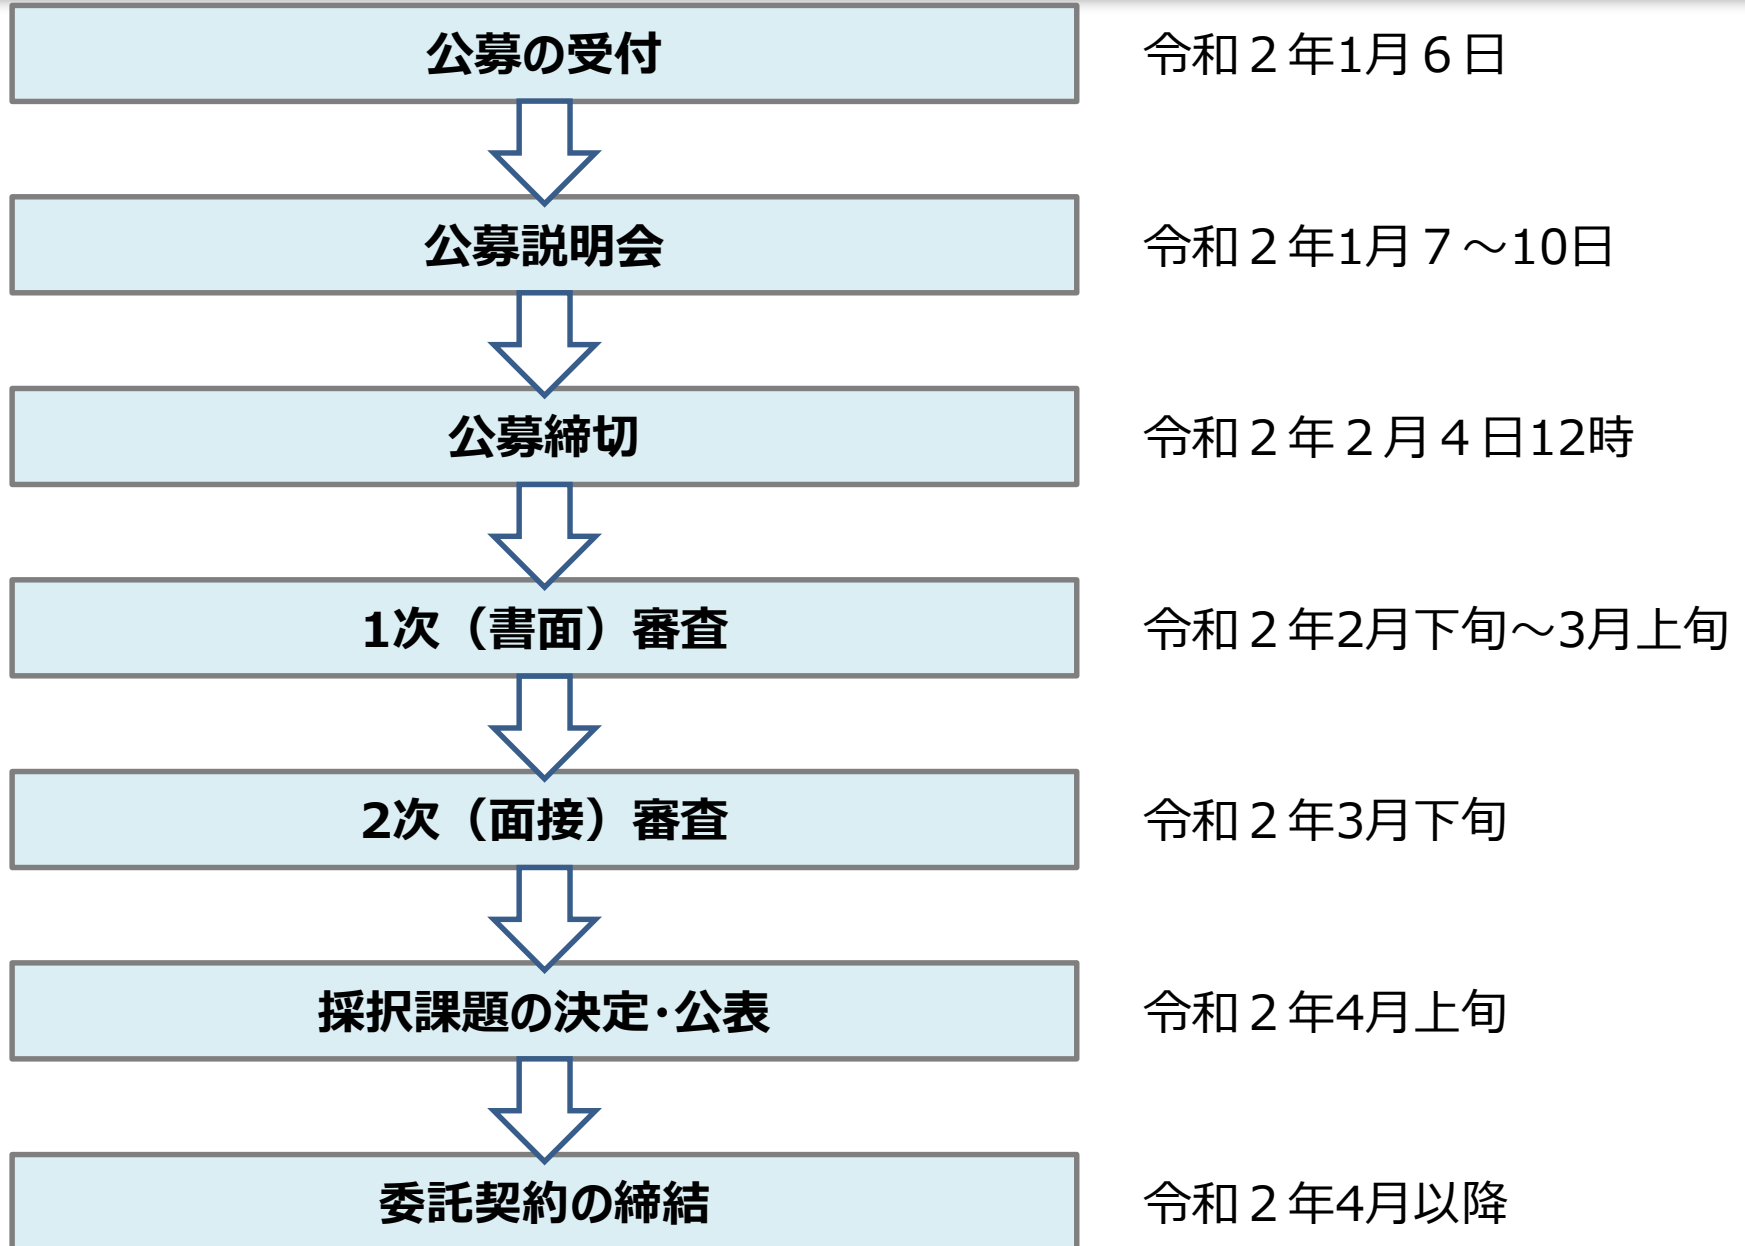 公募の受付
令和２年1月６日
公募説明会
令和２年1月７～10日
公募締切
令和２年２月４日12時
1次（書面）審査
令和２年2月下旬～3月上旬
2次（面接）審査
令和２年3月下旬
採択課題の決定･公表
令和２年4月上旬
委託契約の締結
令和２年4月以降